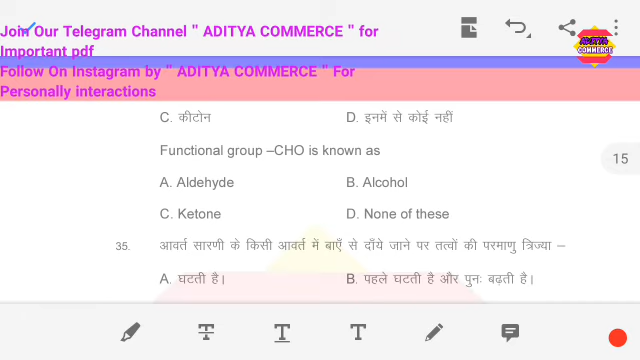 Join Our Telegram Channel " ADITYA COMMERCE " for
Important pdf
Follow On Instagram by " ADITYA COMMERCE " For
Personally interactions
ADITYA
COMMERCE
C. कीटोन D. इनमें से कोई नहीं
Functional group –CHO is known as
15
A. Aldehyde B. Alcohol
C. Ketone D. None of these
35. आवर्त सारणी के किसी आवर्त में बाएँ से दाँये जाने पर तत्वों की परमाणु त्रिज्या –
A. घटती है। B. पहले घटती है और पुनः बढ़ती है।
T T T